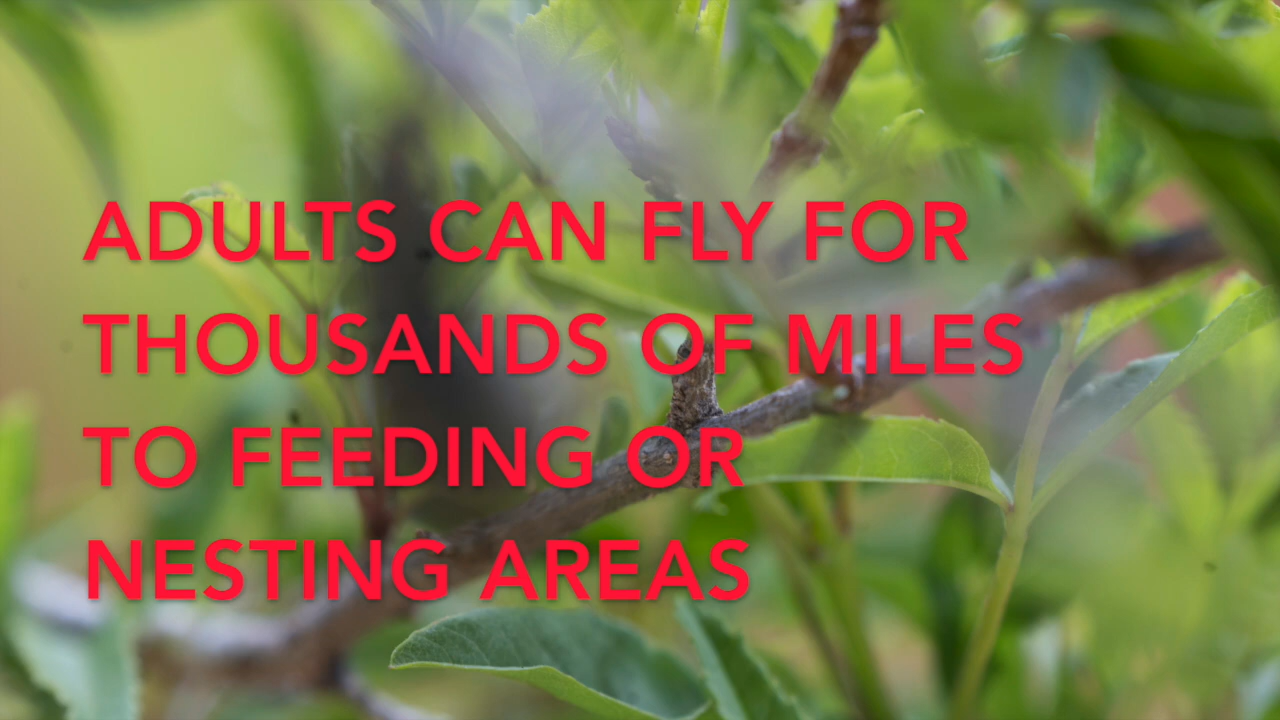 ADULTS CAN FLY FOR
THOUSANDS OF MILES
TO FEEDING OR
NESTING AREAS